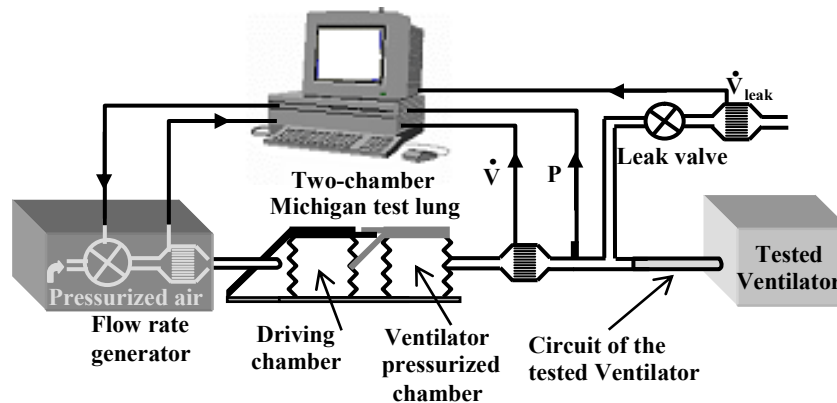 V̇leak
Leak valve
V̇
P
Two-chamber
Michigan test lung
Tested
Ventilator
Pressurized air
Flow rate
generator
Driving
chamber
Ventilator
pressurized
chamber
Circuit of the
tested Ventilator